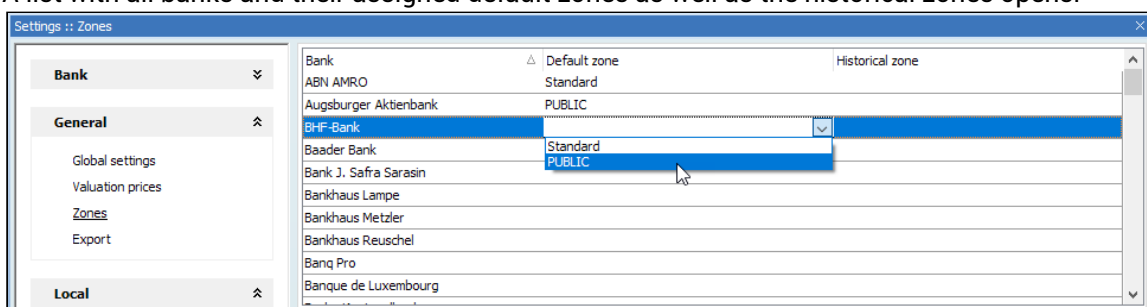 A list with all banks and their assigned default zones as well as the historical zones opens.
Settings :: Zones
Bank
General
Global settings
Valuation prices
Zones
Export
Local
Bank Default zone Historical zone
ABN AMRO Standard
Augsburger Aktienbank PUBLIC
BHF-Bank
Standard
PUBLIC
Baader Bank
Bank J. Safra Sarasin
Bankhaus Lampe
Bankhaus Metzler
Bankhaus Reuschel
Banq Pro
Banque de Luxembourg